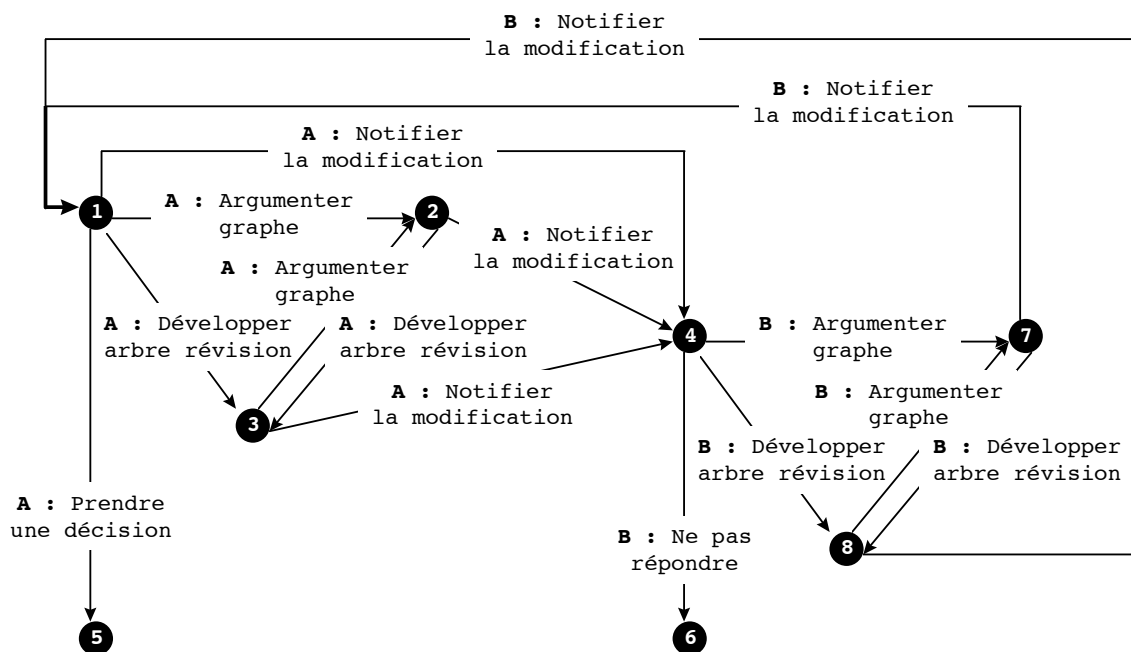 B : Notifier
la modification
B : Notifier
la modification
A : Notifier
la modification
1
A : Argumenter
graphe
2
A : Notifier
la modification
A : Argumenter
graphe
A : Développer
arbre révision
A : Développer
arbre révision
4
B : Argumenter
graphe
7
A : Notifier
la modification
B : Argumenter
graphe
3
B : Développer
arbre révision
B : Développer
arbre révision
A : Prendre
une décision
B : Ne pas
répondre
8
5
6